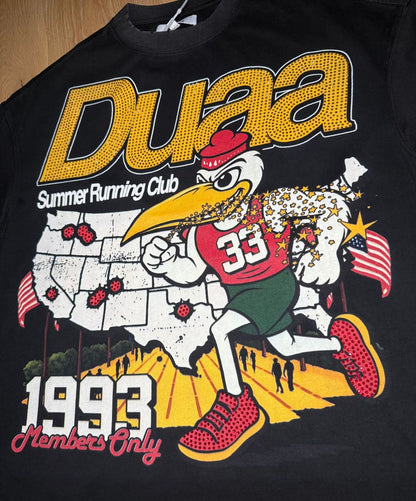 Duaa
Summer Running Club
33
1993
Members Only